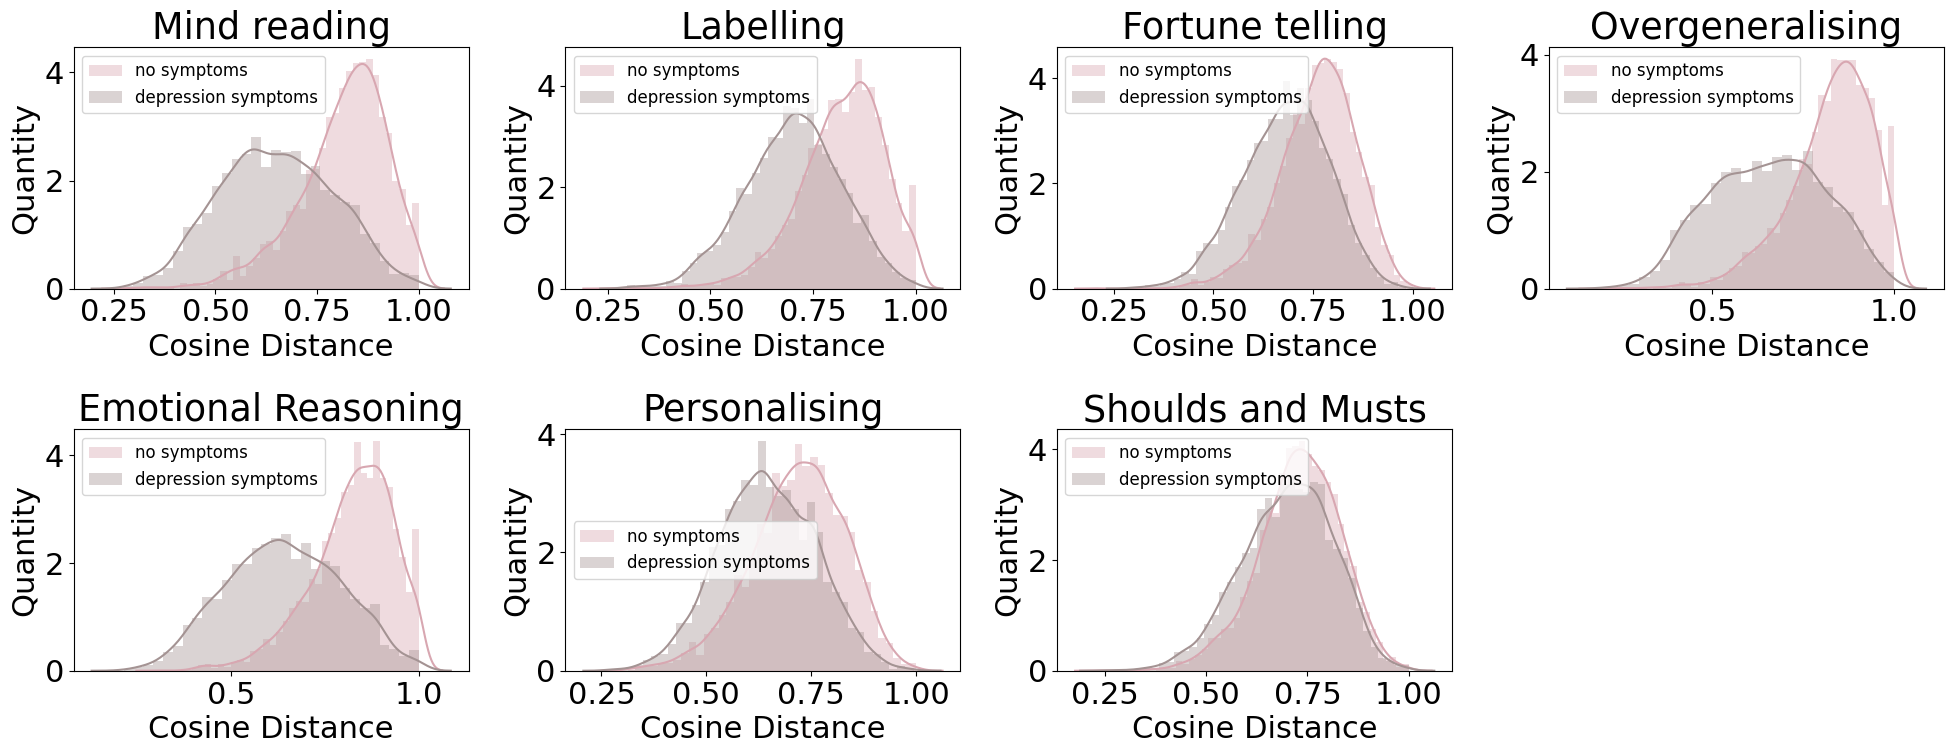 Mind reading
Quantity
4
2
0
no symptoms
depression symptoms
0.25 0.50 0.75 1.00
Cosine Distance
Labelling
Quantity
4
2
0
no symptoms
depression symptoms
0.25 0.50 0.75 1.00
Cosine Distance
Fortune telling
Quantity
4
2
0
no symptoms
depression symptoms
0.25 0.50 0.75 1.00
Cosine Distance
Overgeneralising
Quantity
4
2
0
no symptoms
depression symptoms
0.5 1.0
Cosine Distance
Emotional Reasoning
Quantity
4
2
0
no symptoms
depression symptoms
0.5 1.0
Cosine Distance
Personalising
Quantity
4
2
0
no symptoms
depression symptoms
0.25 0.50 0.75 1.00
Cosine Distance
Shoulds and Musts
Quantity
4
2
0
no symptoms
depression symptoms
0.25 0.50 0.75 1.00
Cosine Distance